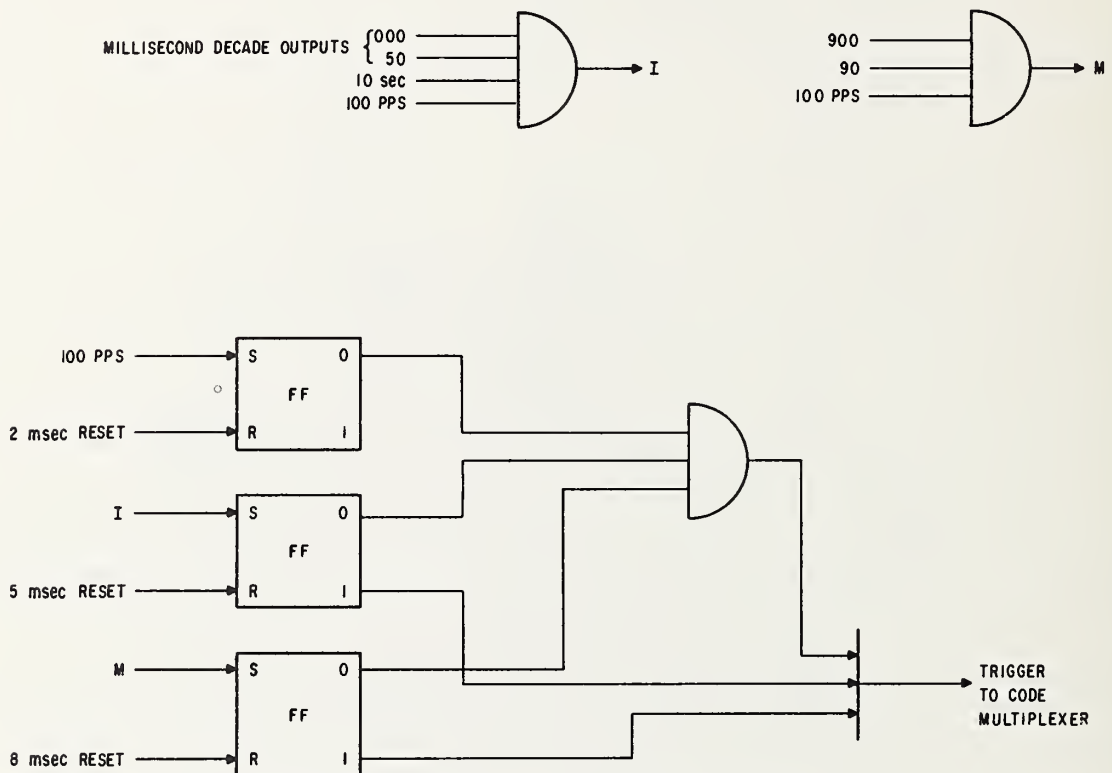 MILLISECOND DECADE OUTPUTS
000
50
10 sec
100 PPS
I
900
90
100 PPS
M
100 PPS
S
0
FF
2 msec RESET
R
1
I
S
0
FF
5 msec RESET
R
1
M
S
0
FF
8 msec RESET
R
1
TRIGGER
TO CODE
MULTIPLEXER